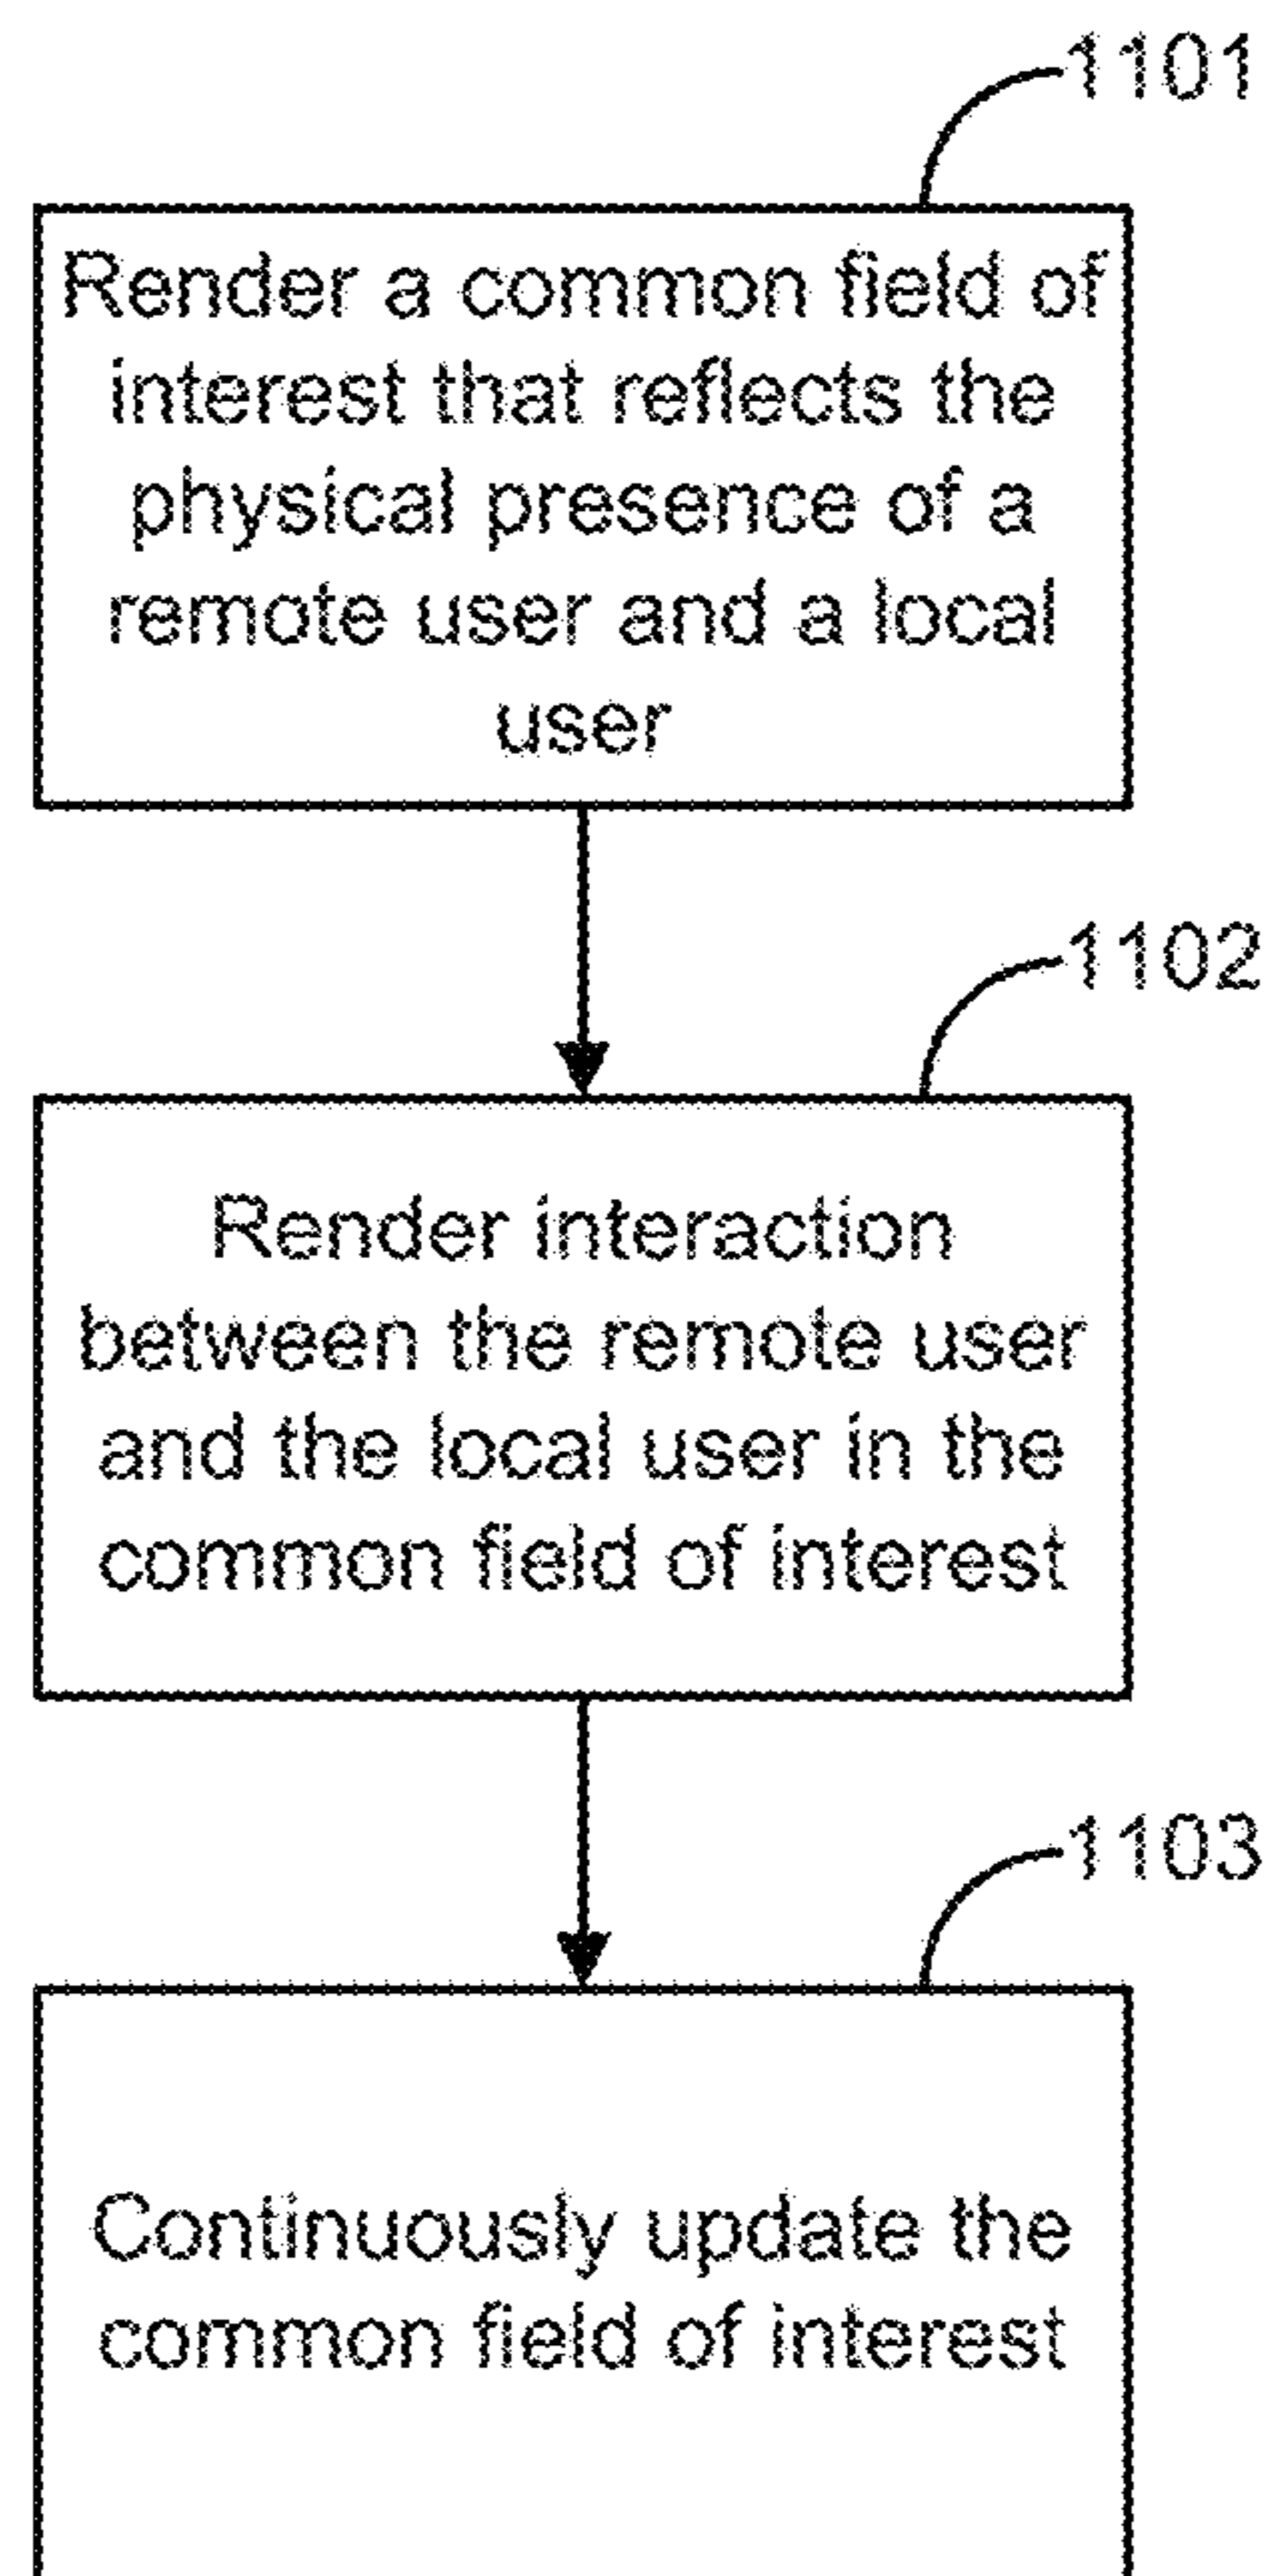 1101
Render a common field of
interest that reflects the
physical presence of a
remote user and a local
user
1102
Render interaction
between the remote user
and the local user in the
common field of interest
1103
Continuously update the
common field of interest